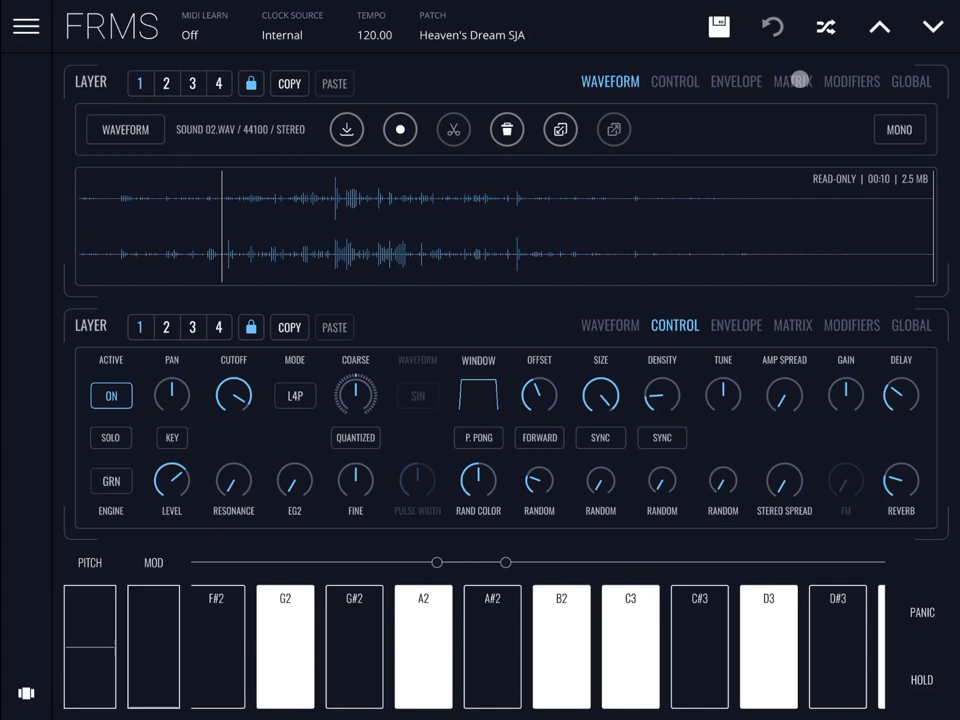 FRMS
MIDI LEARN CLOCK SOURCE TEMPO PATCH
Off Internal 120.00 Heaven's Dream SJA
LAYER 1 2 3 4 COPY PASTE WAVEFORM CONTROL ENVELOPE MATRIX MODIFIERS GLOBAL
WAVEFORM SOUND 02.WAV / 44100 / STEREO MONO
READ-ONLY | 00:10 | 2.5 MB
LAYER 1 2 3 4 COPY PASTE WAVEFORM CONTROL ENVELOPE MATRIX MODIFIERS GLOBAL
ACTIVE PAN CUTOFF MODE COARSE WAVEFORM WINDOW OFFSET SIZE DENSITY TUNE AMP SPREAD GAIN DELAY
ON L4P SIN
SOLO KEY QUANTIZED P. PONG FORWARD SYNC SYNC
GRN
ENGINE LEVEL RESONANCE EG2 FINE PULSE WIDTH RAND COLOR RANDOM RANDOM RANDOM RANDOM STEREO SPREAD FM REVERB
PITCH MOD
F#2 G2 G#2 A2 A#2 B2 C3 C#3 D3 D#3
PANIC
HOLD